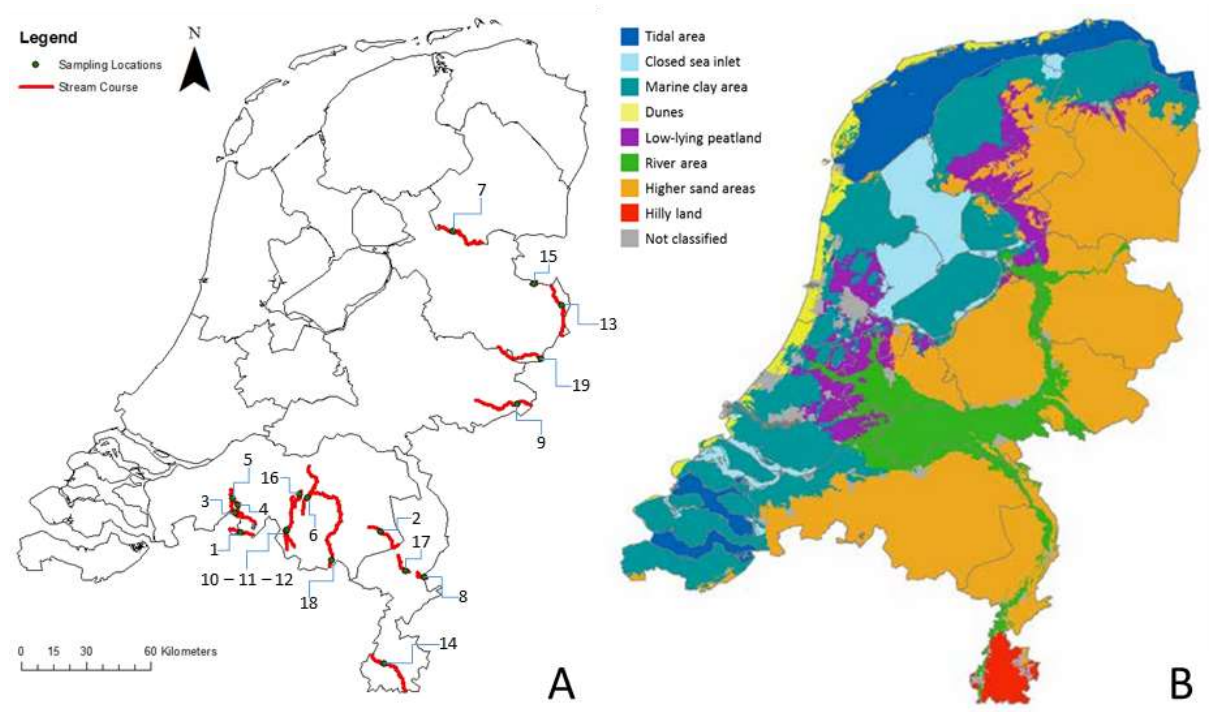 Legend
Sampling Locations
Stream Course
N
7
15
13
19
9
5
16
3
4
2
6
17
1
10 – 11 – 12
18
8
14
0 15 30 60 Kilometers
A
Tidal area
Closed sea inlet
Marine clay area
Dunes
Low-lying peatland
River area
Higher sand areas
Hilly land
Not classified
B